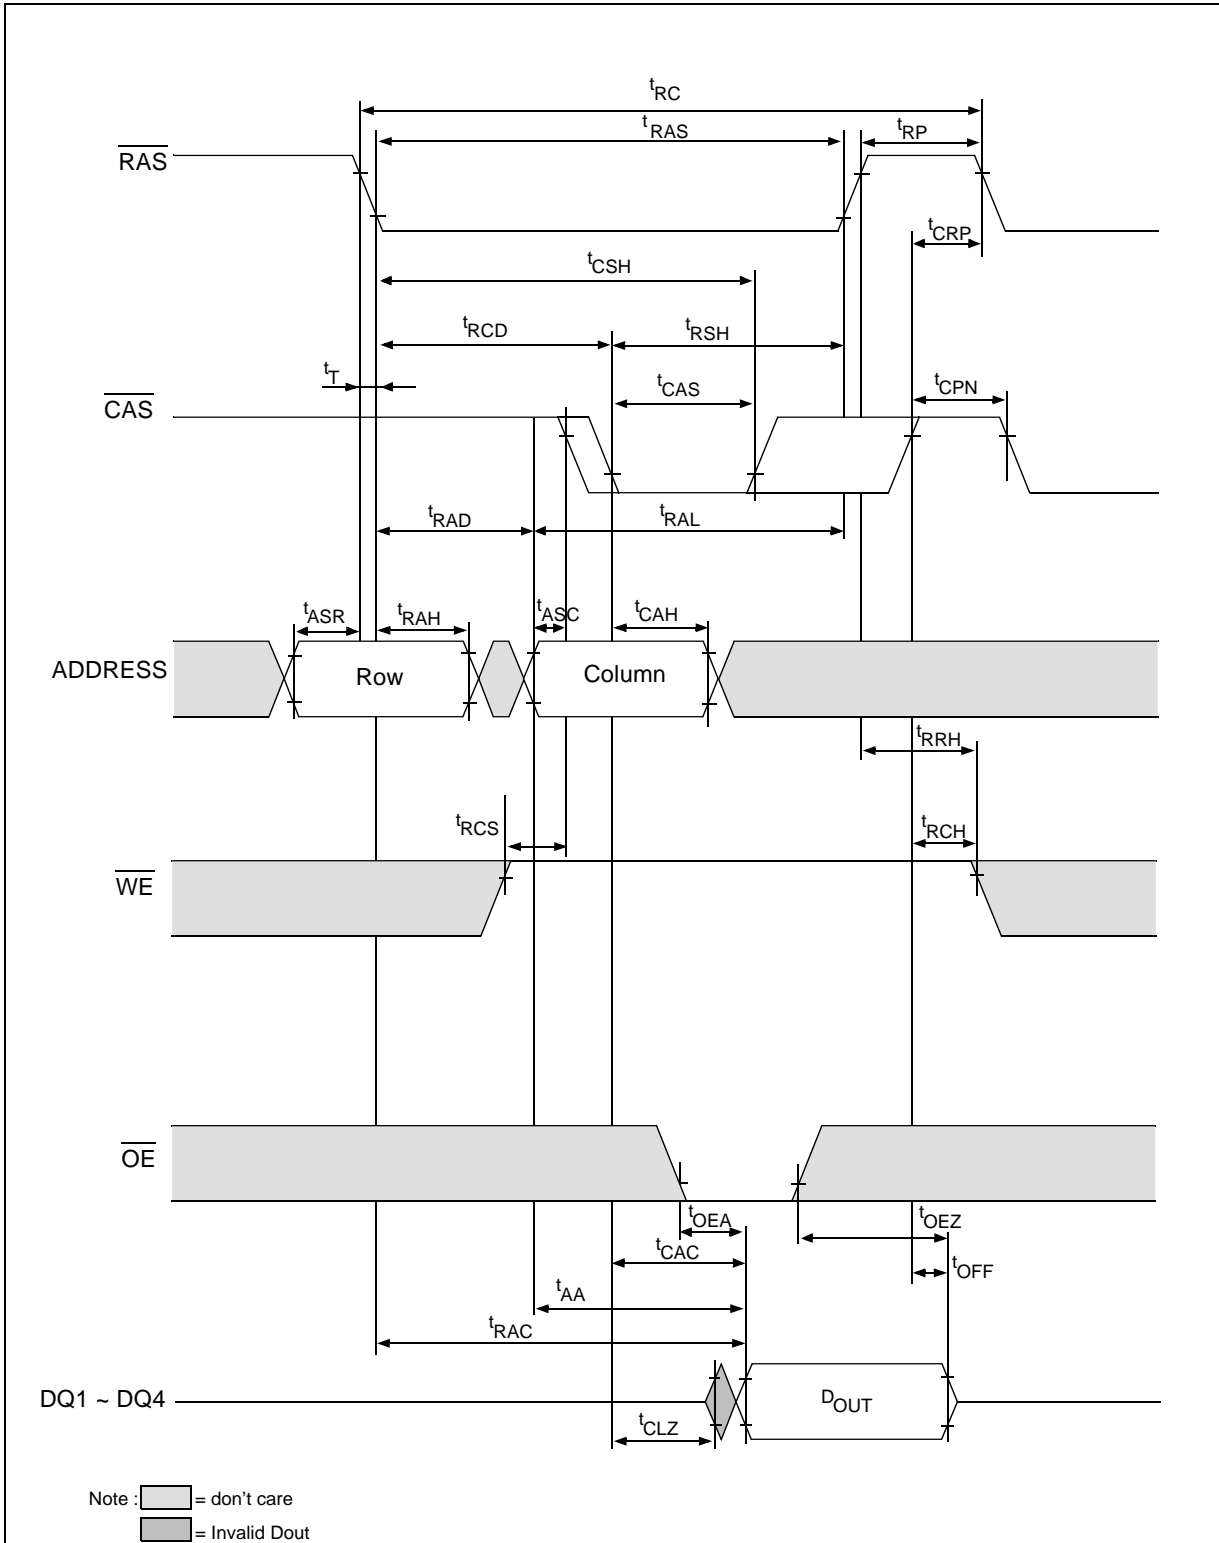 tRC
tRAS
tRP
RAS
tCRP
tCSH
tRCD
tRSH
tT
tCAS
tCPN
CAS
tRAD
tRAL
tASR
tRAH
tASC
tCAH
ADDRESS
Row
Column
tRRH
tRCS
tRCH
WE
OE
tOEA
tOEZ
tCAC
tOFF
tAA
tRAC
DQ1 ~ DQ4
DOUT
tCLZ
Note : = don't care
= Invalid Dout